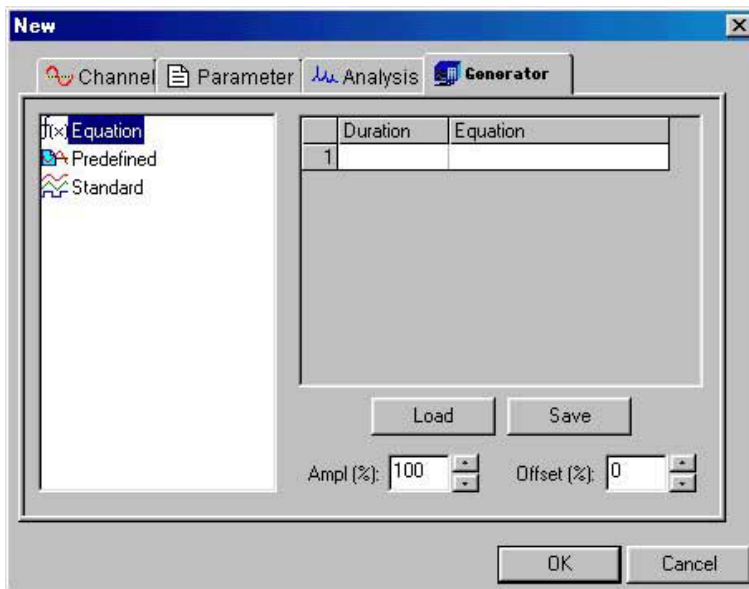 New
Channel Parameter Analysis Generator
f(x) Equation
Predefined
Standard
Duration Equation
1
Load Save
Ampl (%): 100 Offset (%): 0
OK Cancel